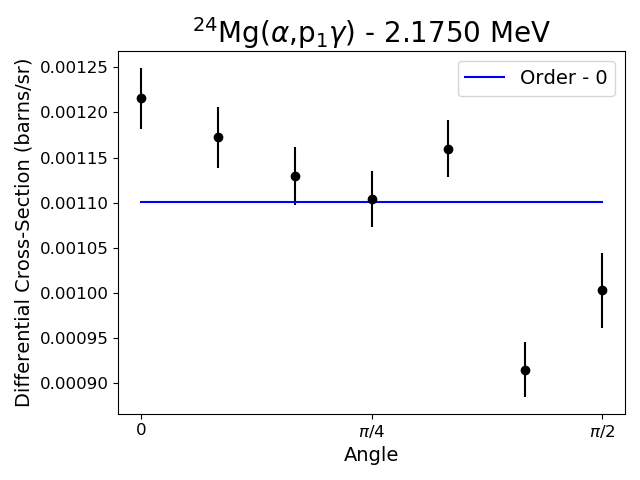 ²⁴Mg(α,p₁γ) - 2.1750 MeV
Order - 0
Differential Cross-Section (barns/sr)
0.00125
0.00120
0.00115
0.00110
0.00105
0.00100
0.00095
0.00090
0 π/4 π/2
Angle